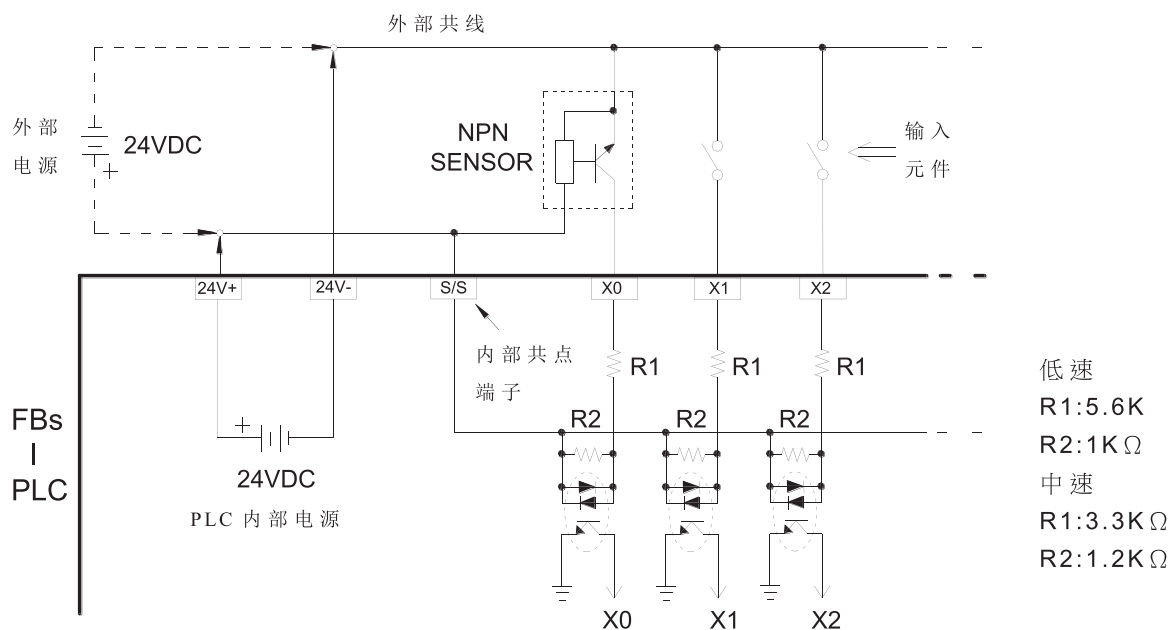 外部共线
外部
电源
24VDC
+
NPN
SENSOR
输入
元件
24V+
24V-
S/S
X0
X1
X2
内部共点
端子
R1
R1
R1
R2
R2
R2
FBs
PLC
+
24VDC
PLC 内部电源
X0
X1
X2
低速
R1:5.6K
R2:1KΩ
中速
R1:3.3KΩ
R2:1.2KΩ